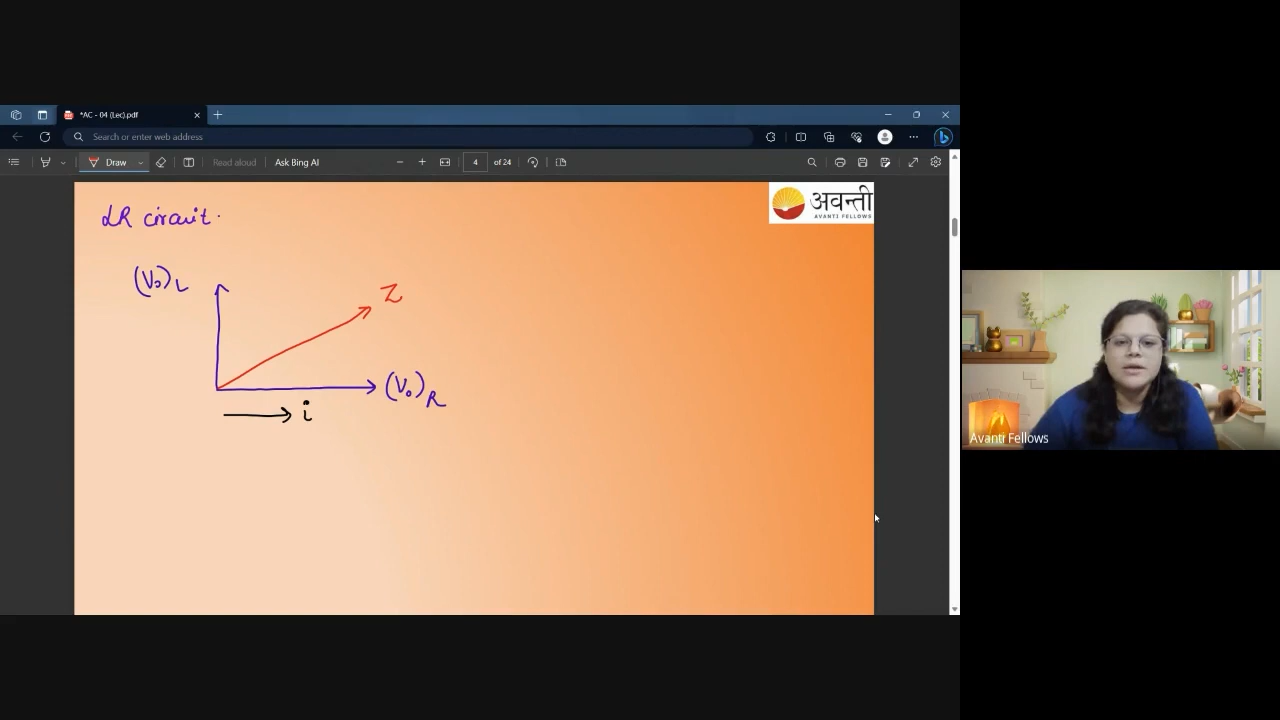 *AC - 04 (Lec).pdf
Search or enter web address
Draw
Read aloud
Ask Bing AI
4
of 24
LR circuit.
अवन्ती
AVANTI FELLOWS
(V₀)L
Z
(V₀)R
i
Avanti Fellows